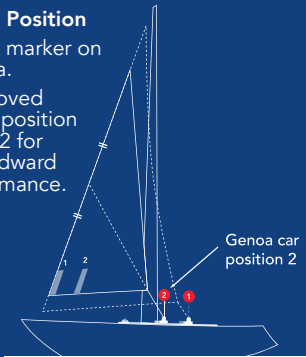 Position
marker on
a.
oved
position
2 for
dward
mance.
1 2
Genoa car
position 2
2 1